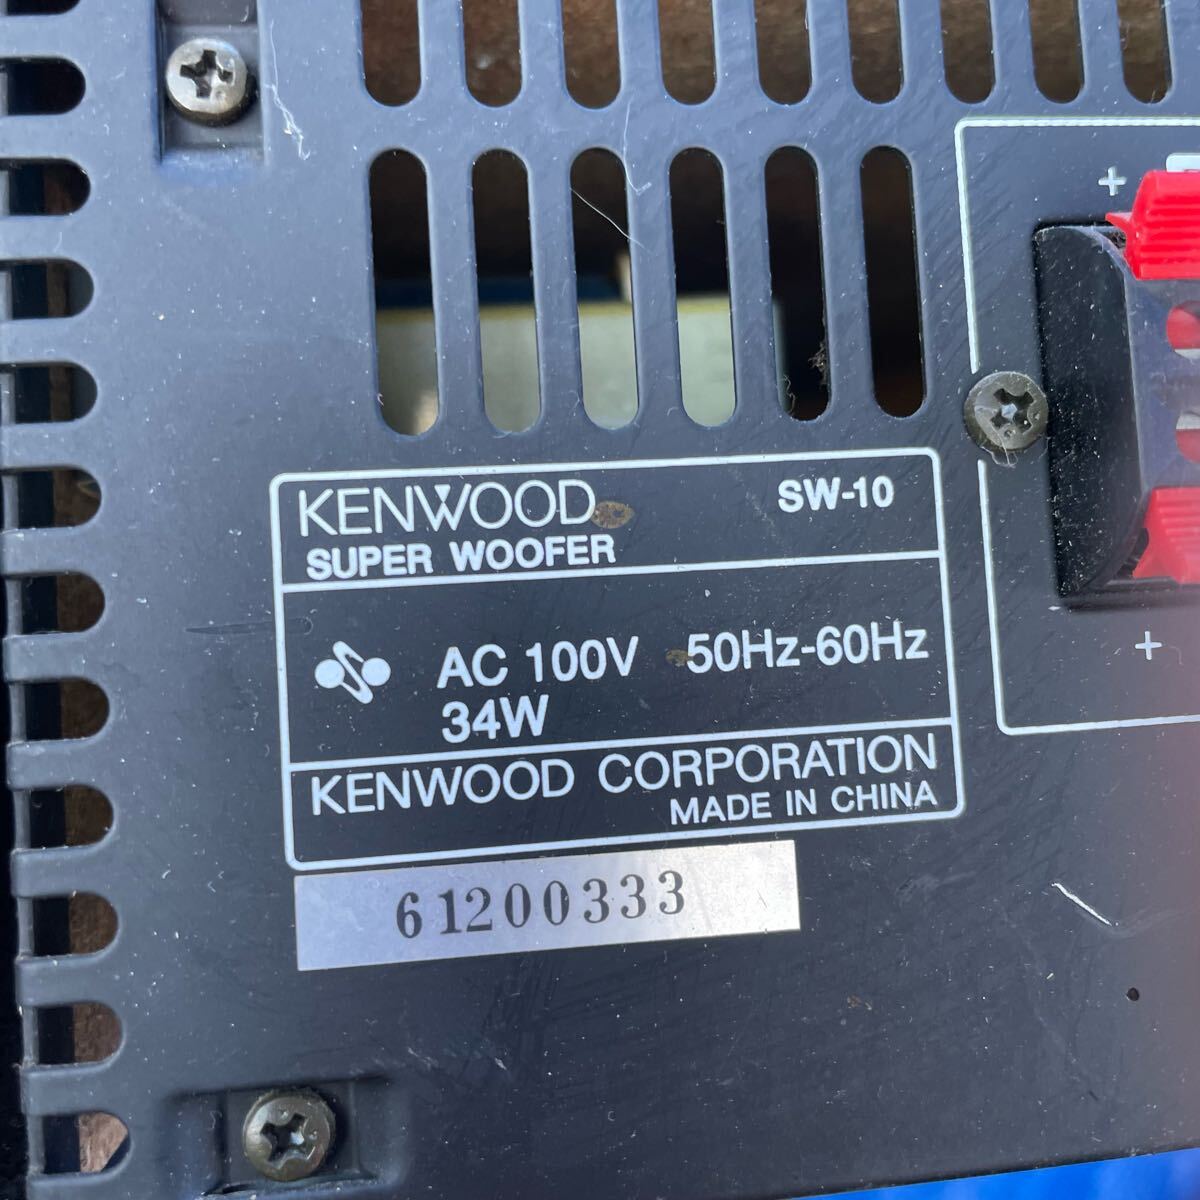 +
KENWOOD SW-10
SUPER WOOFER
AC 100V 50Hz-60Hz
34W
KENWOOD CORPORATION
MADE IN CHINA
61200333
+